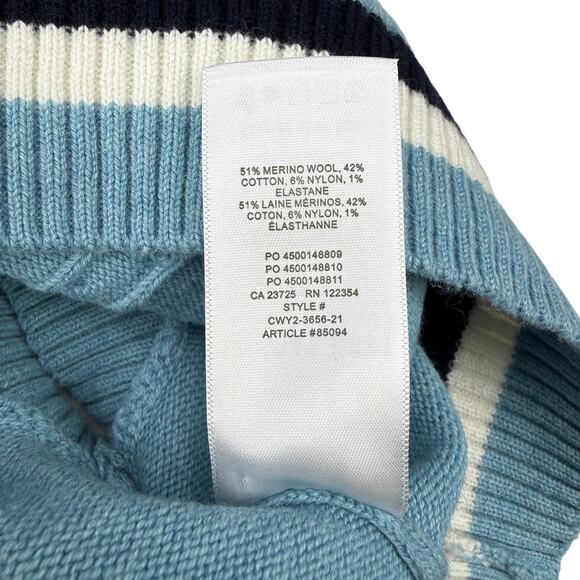 51% MERINO WOOL, 42%
COTTON, 6% NYLON, 1%
ELASTANE
51% LAINE MÉRINOS, 42%
COTON, 6% NYLON, 1%
ÉLASTHANNE
PO 4500148809
PO 4500148810
PO 4500148811
CA 23725 RN 122354
STYLE #
CWY2-3656-21
ARTICLE #85094